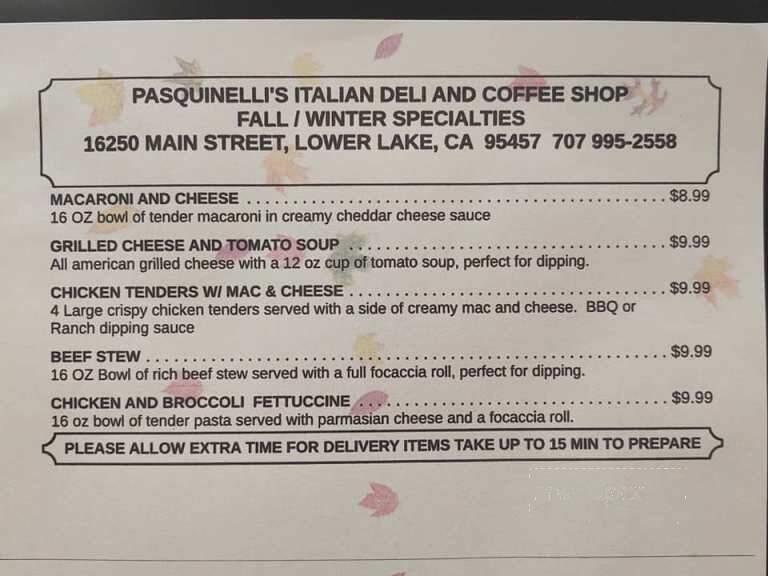 PASQUINELLI'S ITALIAN DELI AND COFFEE SHOP
FALL / WINTER SPECIALTIES
16250 MAIN STREET, LOWER LAKE, CA 95457 707 995-2558
MACARONI AND CHEESE ................................................ $8.99
16 OZ bowl of tender macaroni in creamy cheddar cheese sauce
GRILLED CHEESE AND TOMATO SOUP ................................... $9.99
All american grilled cheese with a 12 oz cup of tomato soup, perfect for dipping.
CHICKEN TENDERS W/ MAC & CHEESE ................................... $9.99
4 Large crispy chicken tenders served with a side of creamy mac and cheese. BBQ or
Ranch dipping sauce
BEEF STEW ........................................................... $9.99
16 OZ Bowl of rich beef stew served with a full focaccia roll, perfect for dipping.
CHICKEN AND BROCCOLI FETTUCCINE .................................. $9.99
16 oz bowl of tender pasta served with parmasian cheese and a focaccia roll.
PLEASE ALLOW EXTRA TIME FOR DELIVERY ITEMS TAKE UP TO 15 MIN TO PREPARE